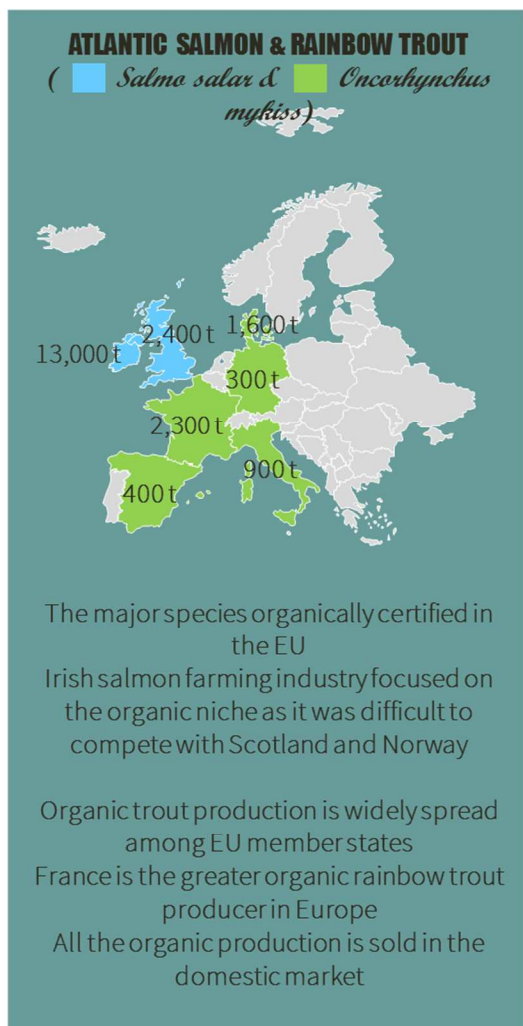 ATLANTIC SALMON & RAINBOW TROUT
( Salmo salar & Oncorhynchus
mykiss)
1,600 t
2,400 t
13,000 t
300 t
2,300 t
900 t
400 t
The major species organically certified in
the EU
Irish salmon farming industry focused on
the organic niche as it was difficult to
compete with Scotland and Norway
Organic trout production is widely spread
among EU member states
France is the greater organic rainbow trout
producer in Europe
All the organic production is sold in the
domestic market